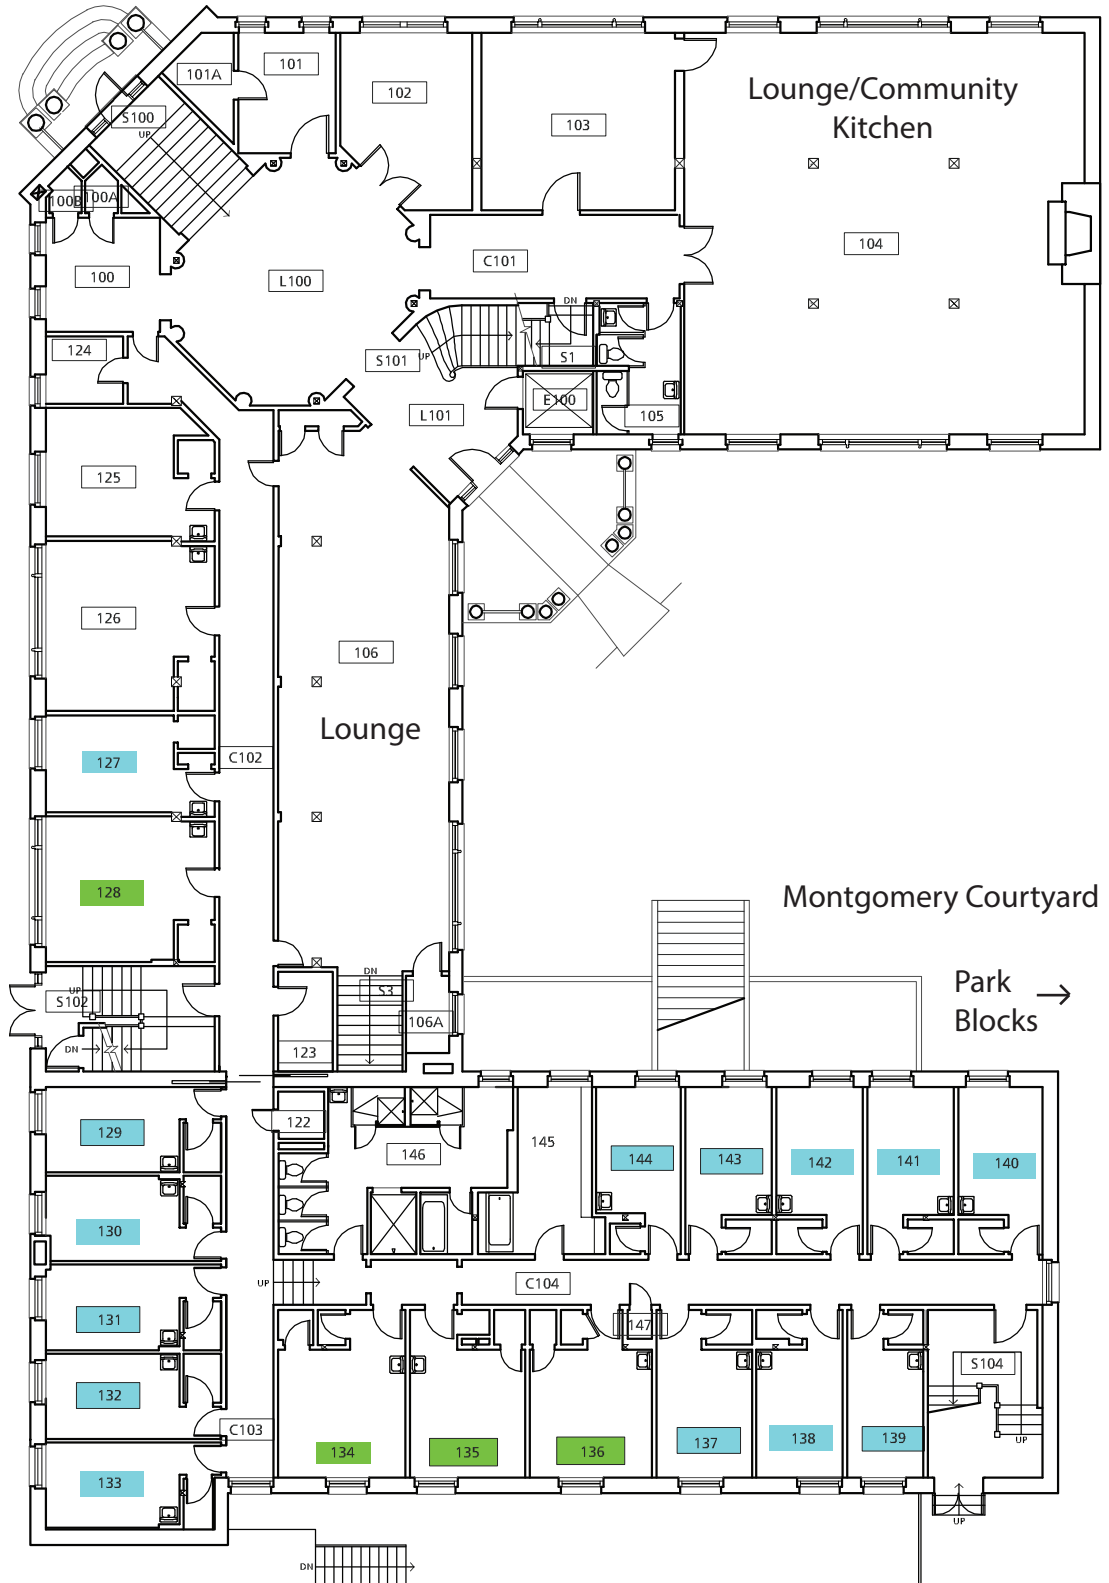 101A
101
102
S100
UP
103
Lounge/Community
Kitchen
100B
100A
104
100
L100
C101
DN
124
S101
UP
S1
E100
105
L101
125
126
106
Lounge
127
C102
128
Montgomery Courtyard
DN
S3
UP
S102
106A
Park
Blocks
DN
123
129
122
146
145
144
143
142
141
140
130
UP
C104
131
147
S104
132
C103
134
135
136
137
138
139
UP
133
UP
DN